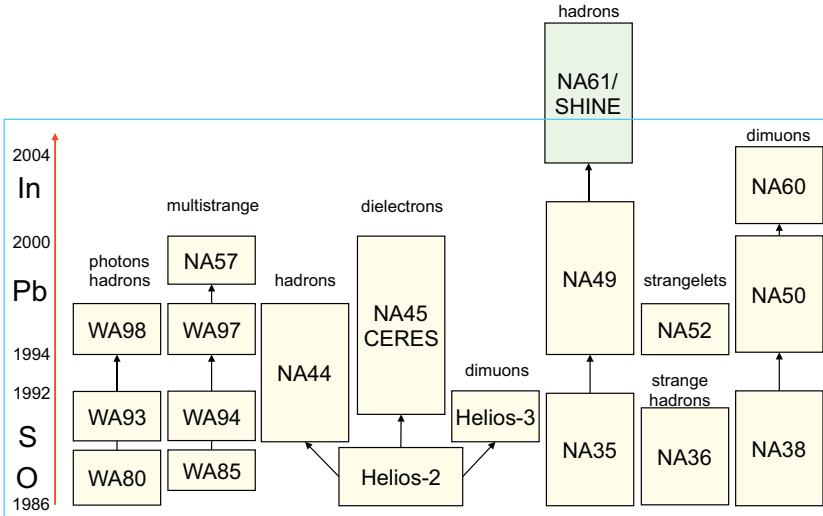 hadrons
NA61/
SHINE
dimuons
2004
In
NA60
multistrange
dielectrons
2000
photons
hadrons
NA57
hadrons
NA49
strangelets
NA50
Pb
WA98
WA97
NA45
CERES
NA52
1994
NA44
1992
dimuons
strange
hadrons
WA93
WA94
Helios-3
S
NA35
NA36
NA38
O
WA80
WA85
Helios-2
1986